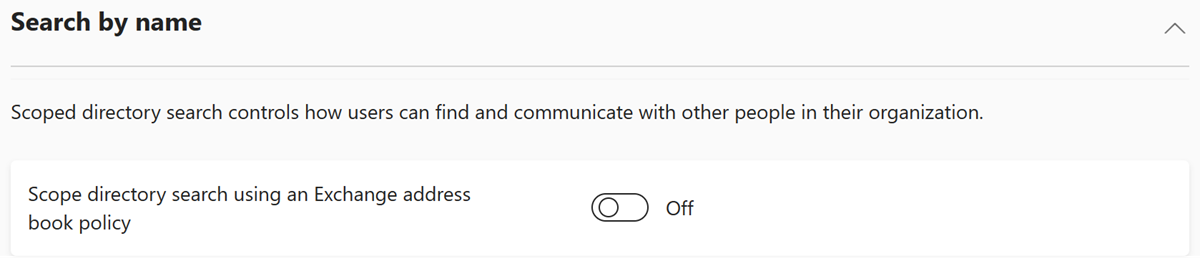 Search by name
Scoped directory search controls how users can find and communicate with other people in their organization.
Scope directory search using an Exchange address
book policy
Off